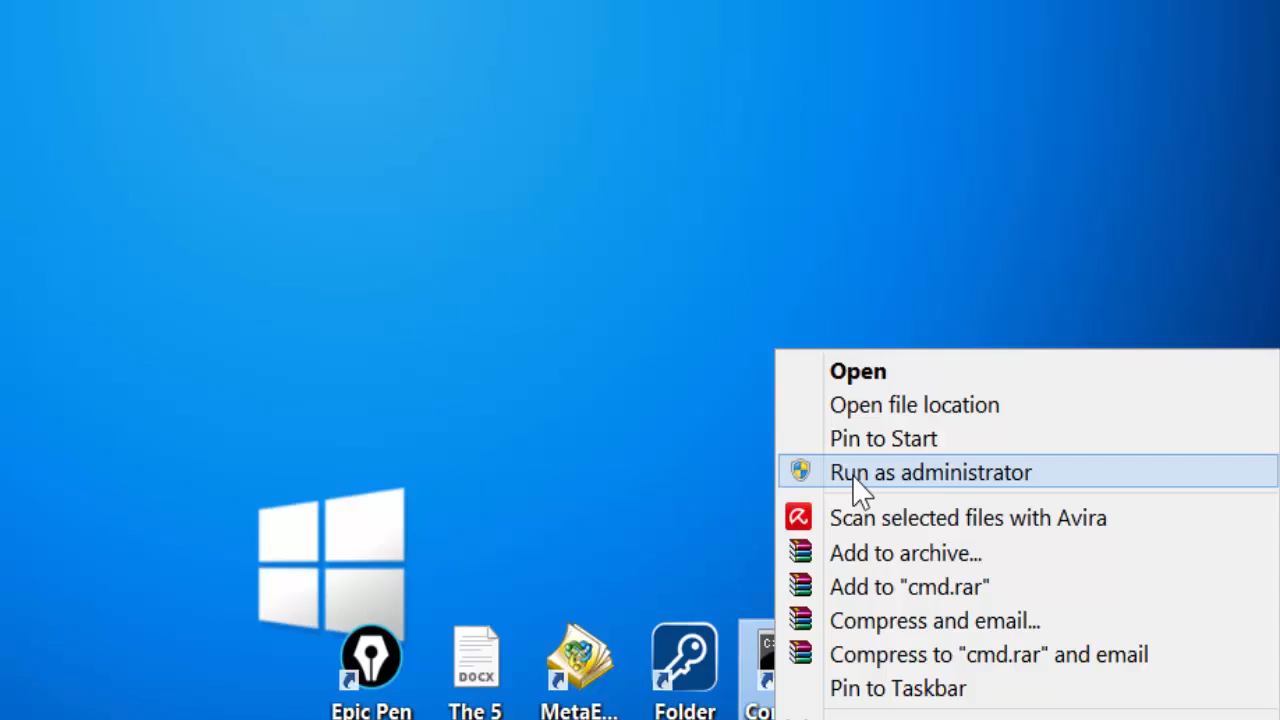 Open
Open file location
Pin to Start
Run as administrator
Scan selected files with Avira
Add to archive...
Add to "cmd.rar"
Compress and email...
Compress to "cmd.rar" and email
Pin to Taskbar
DOCX
Epic Pen
The 5
MetaE...
Folder